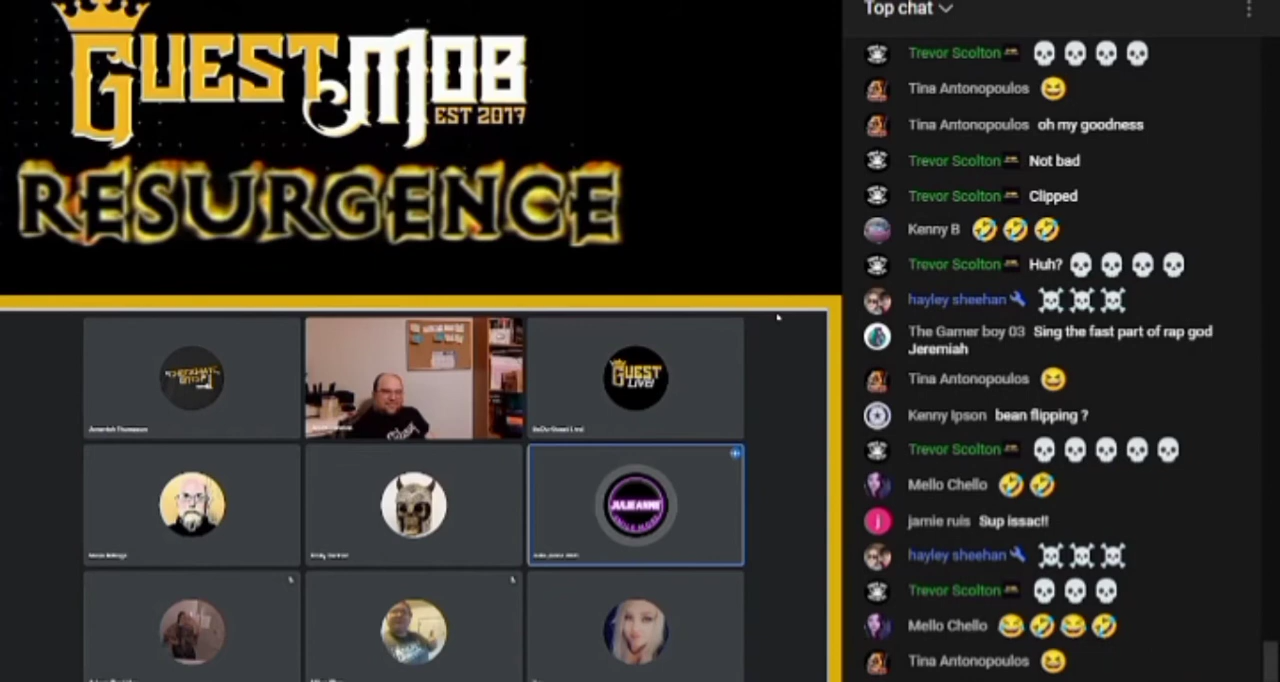 GUESTMOB
EST 2017
RESURGENCE
GUEST
LIVE!
JULIE ANNE
Top chat
Trevor Scolton 💀💀💀💀
Tina Antonopoulos 😆
Tina Antonopoulos oh my goodness
Trevor Scolton Not bad
Trevor Scolton Clipped
Kenny B 🤣🤣🤣
Trevor Scolton Huh? 💀💀💀💀
hayley sheehan ☠☠☠
The Gamer boy 03 Sing the fast part of rap god
Jeremiah
Tina Antonopoulos 😆
Kenny Ipson bean flipping ?
Trevor Scolton 💀💀💀💀💀
Mello Chello 🤣🤣
jamie ruis Sup issac!!
hayley sheehan ☠☠☠
Trevor Scolton 💀💀💀
Mello Chello 😂🤣😂🤣
Tina Antonopoulos 😆